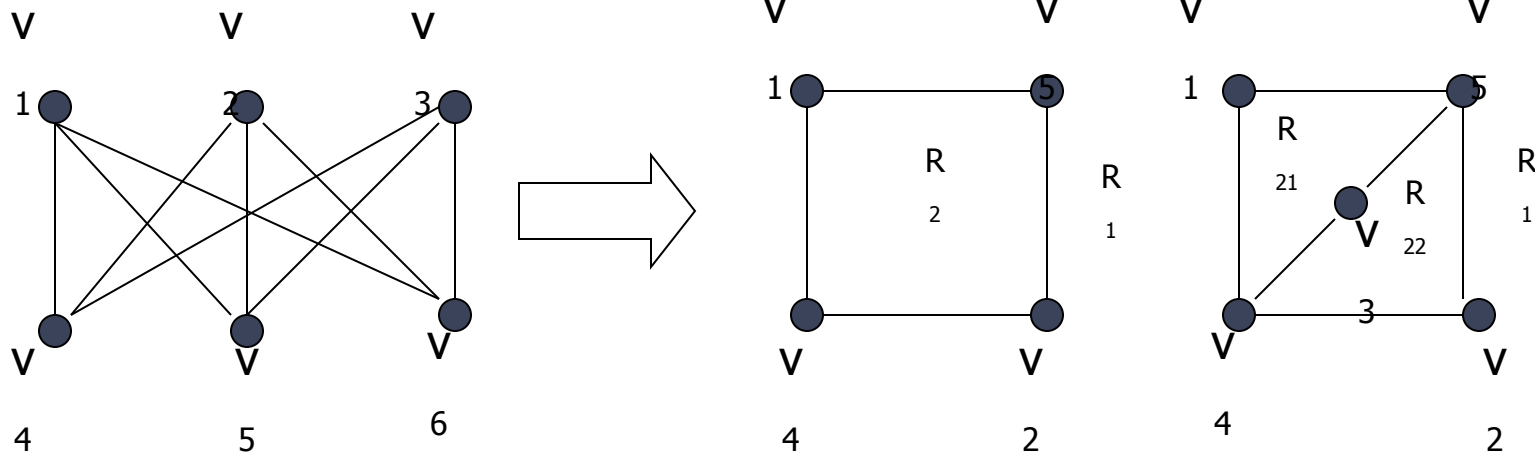 V V V V V V V
1 2 3 1 5 1 5
R R R R R
2 1 21 22 1
V
3
V V V V V V V
4 5 6 4 2 4 2